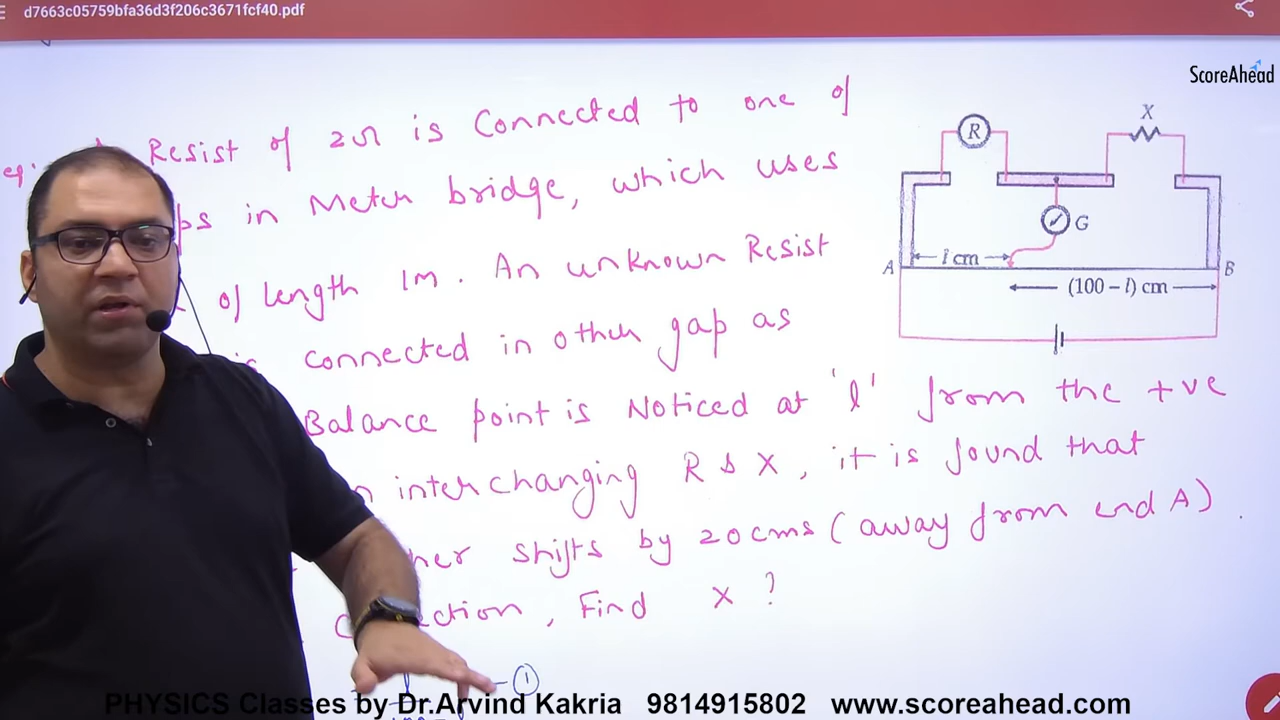 d7663c05759bfa36d3f206c3671fcf40.pdf
ScoreAhead
eg: Resist of 2Ω is connected to one of
in Meter bridge, which uses
of length 1m. An unknown Resist
connected in other gap as
Balance point is Noticed at 'l' from the +ve
interchanging R & X, it is found that
shifts by 20cms (away from end A).
, Find X ?
①
R
X
G
l cm
A
B
(100 – l) cm
PHYSICS Classes by Dr.Arvind Kakria 9814915802 www.scoreahead.com